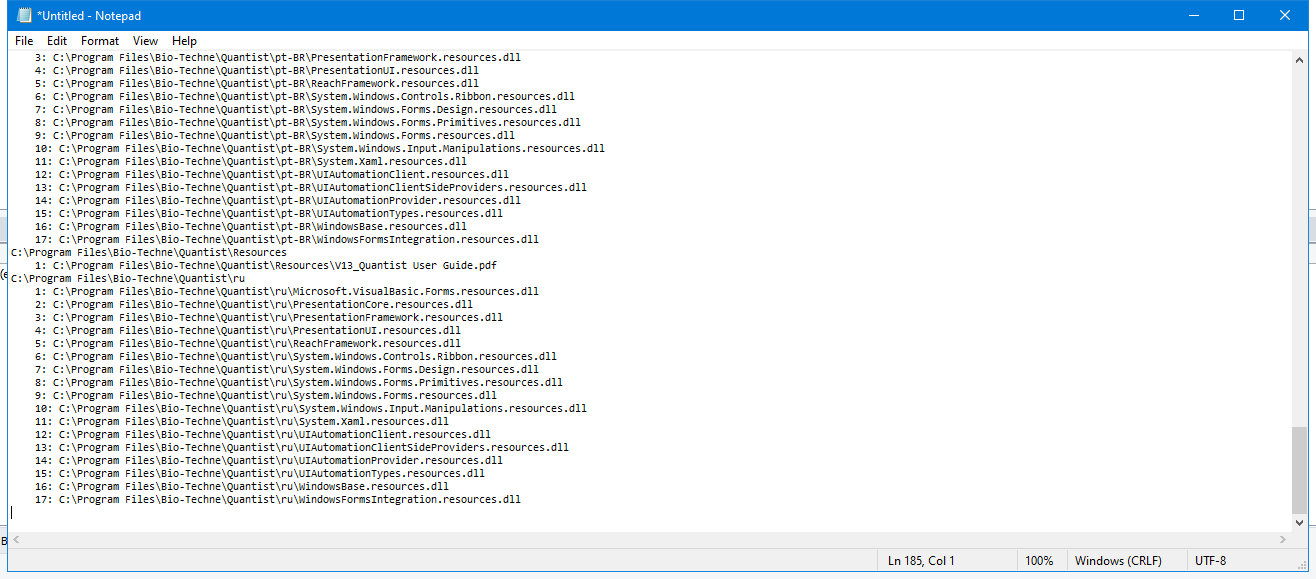 *Untitled - Notepad
File Edit Format View Help
3: C:\Program Files\Bio-Techne\Quantist\pt-BR\PresentationFramework.resources.dll
4: C:\Program Files\Bio-Techne\Quantist\pt-BR\PresentationUI.resources.dll
5: C:\Program Files\Bio-Techne\Quantist\pt-BR\ReachFramework.resources.dll
6: C:\Program Files\Bio-Techne\Quantist\pt-BR\System.Windows.Controls.Ribbon.resources.dll
7: C:\Program Files\Bio-Techne\Quantist\pt-BR\System.Windows.Forms.Design.resources.dll
8: C:\Program Files\Bio-Techne\Quantist\pt-BR\System.Windows.Forms.Primitives.resources.dll
9: C:\Program Files\Bio-Techne\Quantist\pt-BR\System.Windows.Forms.resources.dll
10: C:\Program Files\Bio-Techne\Quantist\pt-BR\System.Windows.Input.Manipulations.resources.dll
11: C:\Program Files\Bio-Techne\Quantist\pt-BR\System.Xaml.resources.dll
12: C:\Program Files\Bio-Techne\Quantist\pt-BR\UIAutomationClient.resources.dll
13: C:\Program Files\Bio-Techne\Quantist\pt-BR\UIAutomationClientSideProviders.resources.dll
14: C:\Program Files\Bio-Techne\Quantist\pt-BR\UIAutomationProvider.resources.dll
15: C:\Program Files\Bio-Techne\Quantist\pt-BR\UIAutomationTypes.resources.dll
16: C:\Program Files\Bio-Techne\Quantist\pt-BR\WindowsBase.resources.dll
17: C:\Program Files\Bio-Techne\Quantist\pt-BR\WindowsFormsIntegration.resources.dll
C:\Program Files\Bio-Techne\Quantist\Resources
1: C:\Program Files\Bio-Techne\Quantist\Resources\V13_Quantist User Guide.pdf
C:\Program Files\Bio-Techne\Quantist\ru
1: C:\Program Files\Bio-Techne\Quantist\ru\Microsoft.VisualBasic.Forms.resources.dll
2: C:\Program Files\Bio-Techne\Quantist\ru\PresentationCore.resources.dll
3: C:\Program Files\Bio-Techne\Quantist\ru\PresentationFramework.resources.dll
4: C:\Program Files\Bio-Techne\Quantist\ru\PresentationUI.resources.dll
5: C:\Program Files\Bio-Techne\Quantist\ru\ReachFramework.resources.dll
6: C:\Program Files\Bio-Techne\Quantist\ru\System.Windows.Controls.Ribbon.resources.dll
7: C:\Program Files\Bio-Techne\Quantist\ru\System.Windows.Forms.Design.resources.dll
8: C:\Program Files\Bio-Techne\Quantist\ru\System.Windows.Forms.Primitives.resources.dll
9: C:\Program Files\Bio-Techne\Quantist\ru\System.Windows.Forms.resources.dll
10: C:\Program Files\Bio-Techne\Quantist\ru\System.Windows.Input.Manipulations.resources.dll
11: C:\Program Files\Bio-Techne\Quantist\ru\System.Xaml.resources.dll
12: C:\Program Files\Bio-Techne\Quantist\ru\UIAutomationClient.resources.dll
13: C:\Program Files\Bio-Techne\Quantist\ru\UIAutomationClientSideProviders.resources.dll
14: C:\Program Files\Bio-Techne\Quantist\ru\UIAutomationProvider.resources.dll
15: C:\Program Files\Bio-Techne\Quantist\ru\UIAutomationTypes.resources.dll
16: C:\Program Files\Bio-Techne\Quantist\ru\WindowsBase.resources.dll
17: C:\Program Files\Bio-Techne\Quantist\ru\WindowsFormsIntegration.resources.dll
Ln 185, Col 1 100% Windows (CRLF) UTF-8